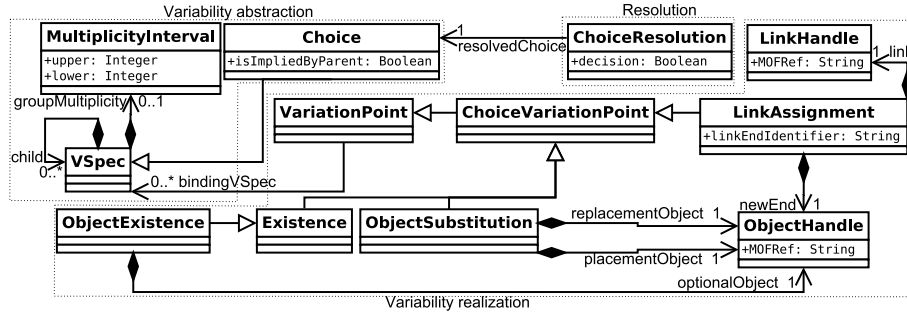 Variability abstraction
Resolution
MultiplicityInterval
+upper: Integer
+lower: Integer
Choice
+isImpliedByParent: Boolean
1
resolvedChoice
ChoiceResolution
+decision: Boolean
LinkHandle
+MOFRef: String
1 link
groupMultiplicity 0..1
VariationPoint
ChoiceVariationPoint
LinkAssignment
+linkEndIdentifier: String
child
0..*
VSpec
0..* bindingVSpec
newEnd 1
ObjectExistence
Existence
ObjectSubstitution
replacementObject 1
placementObject 1
ObjectHandle
+MOFRef: String
optionalObject 1
Variability realization